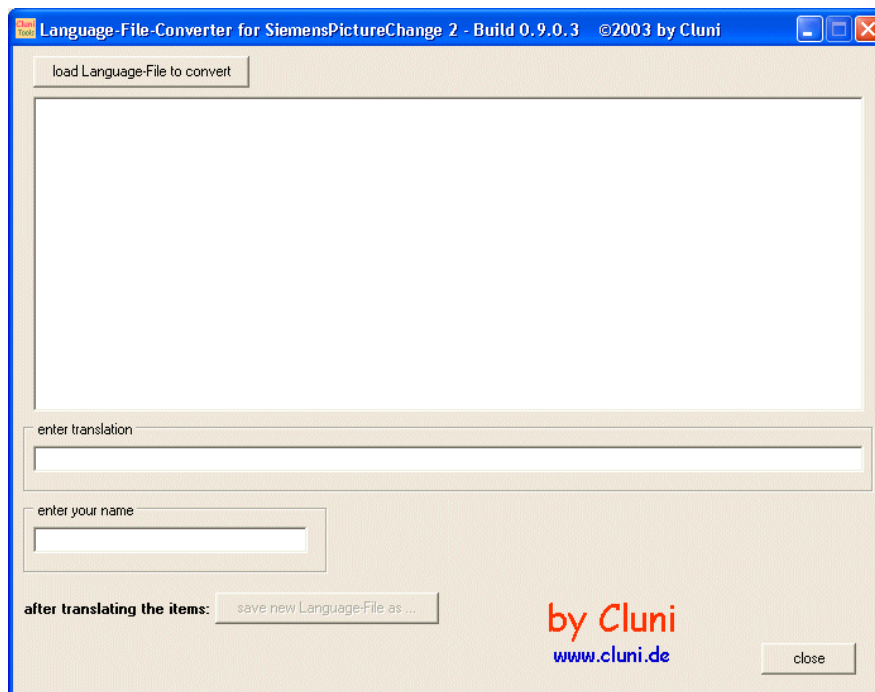 Cluni Tools Language-File-Converter for SiemensPictureChange 2 - Build 0.9.0.3 ©2003 by Cluni
load Language-File to convert
enter translation
enter your name
after translating the items: save new Language-File as ...
by Cluni
www.cluni.de
close